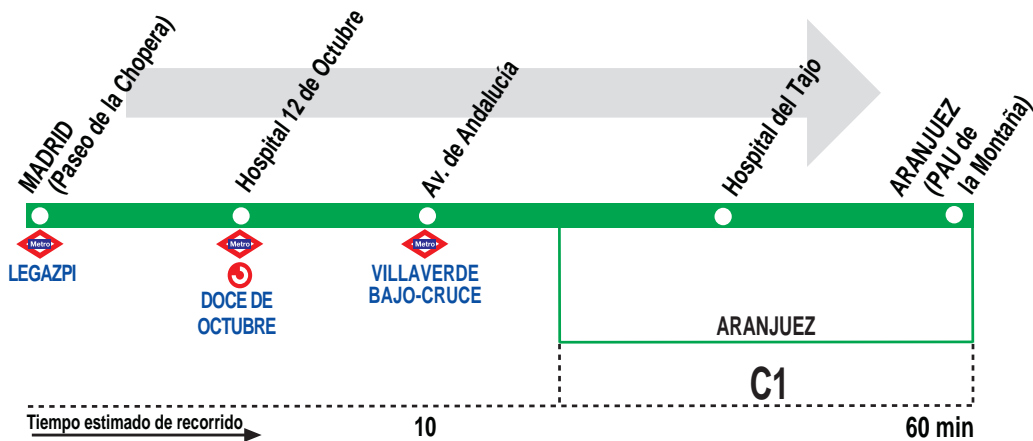 MADRID
(Paseo de la Chopera)
Hospital 12 de Octubre
Av. de Andalucía
Hospital del Tajo
ARANJUEZ
(PAU de
la Montaña)
Metro
LEGAZPI
Metro
DOCE DE
OCTUBRE
Metro
VILLAVERDE
BAJO-CRUCE
ARANJUEZ
C1
Tiempo estimado de recorrido
10
60 min